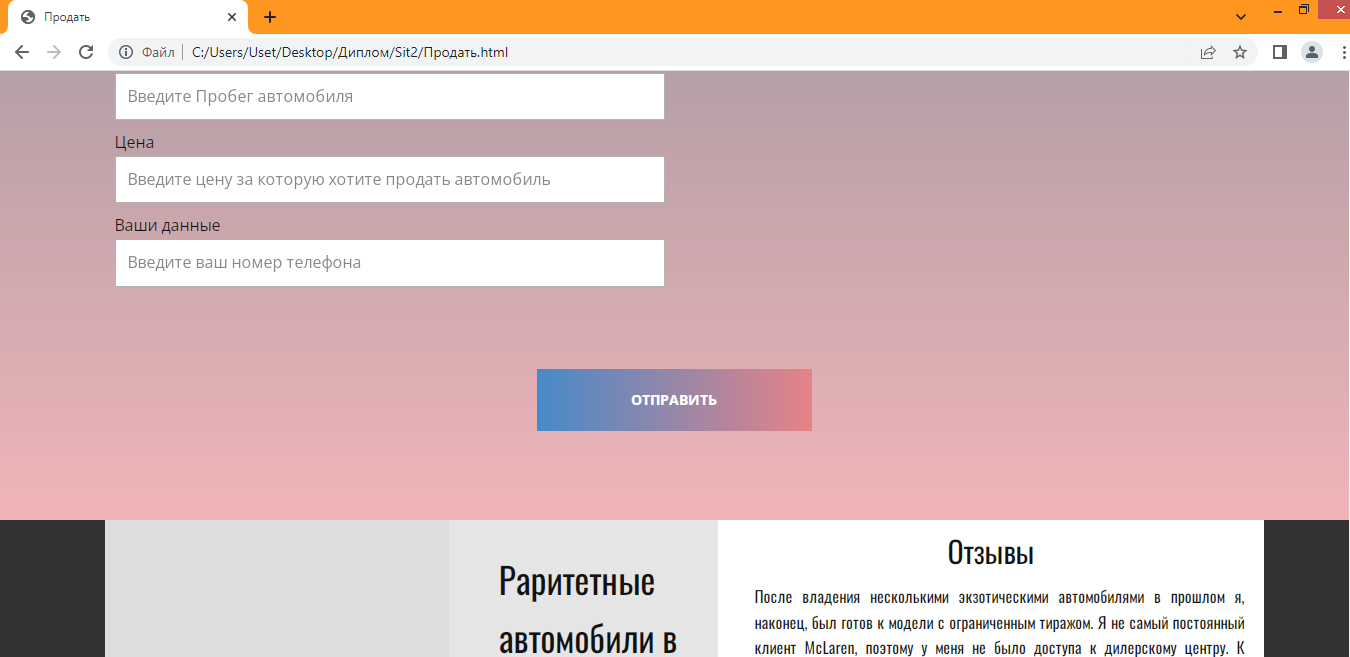 Продать
Файл
C:/Users/Uset/Desktop/Диплом/Sit2/Продать.html
Введите Пробег автомобиля
Цена
Введите цену за которую хотите продать автомобиль
Ваши данные
Введите ваш номер телефона
ОТПРАВИТЬ
Раритетные
автомобили в
Отзывы
После владения несколькими экзотическими автомобилями в прошлом я,
наконец, был готов к модели с ограниченным тиражом. Я не самый постоянный
клиент McLaren, поэтому у меня не было доступа к дилерскому центру. К